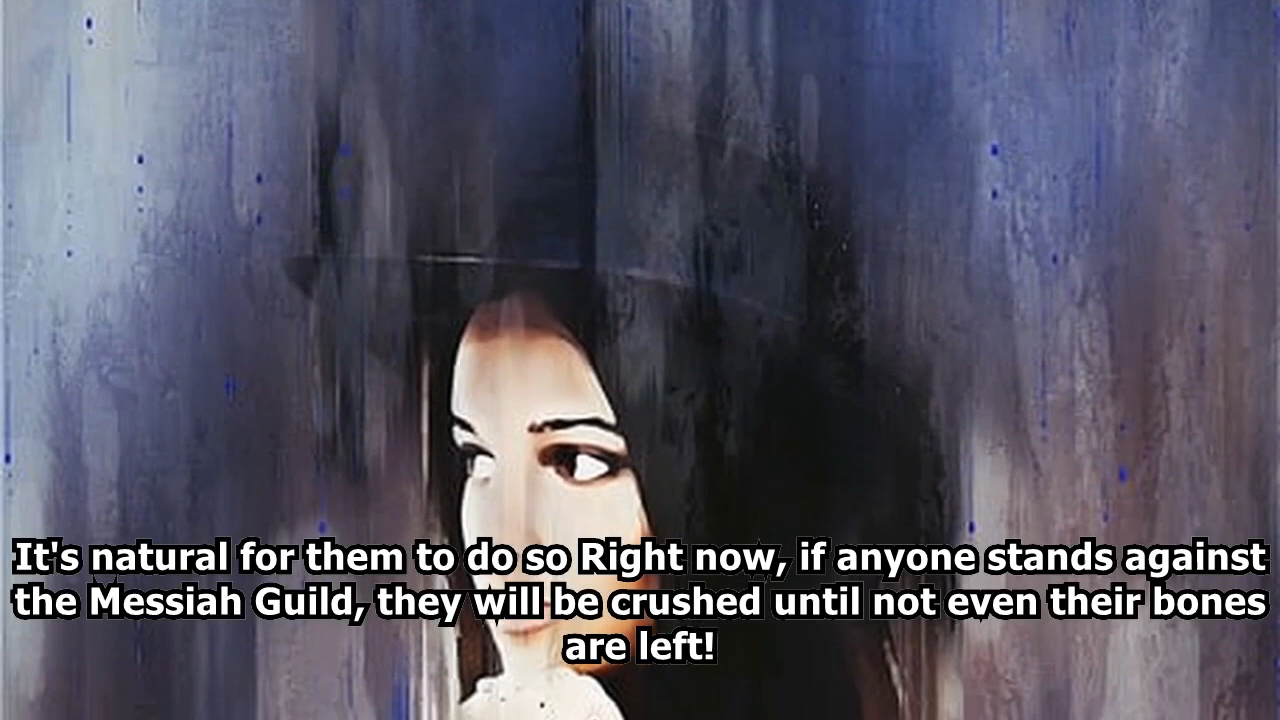 It's natural for them to do so Right now, if anyone stands against
the Messiah Guild, they will be crushed until not even their bones
are left!